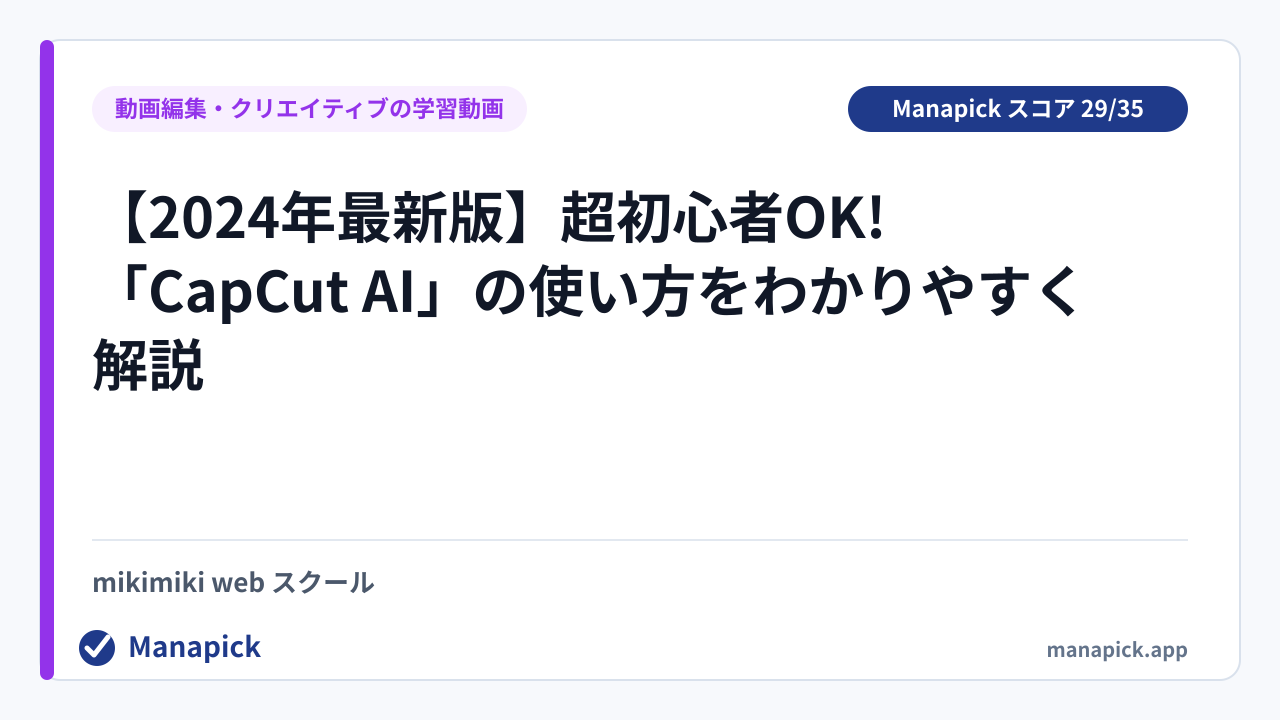 動画編集・クリエイティブの学習動画
Manapick スコア 29/35
【2024年最新版】超初心者OK!
「CapCut AI」の使い方をわかりやすく
解説
mikimiki web スクール
Manapick
manapick.app